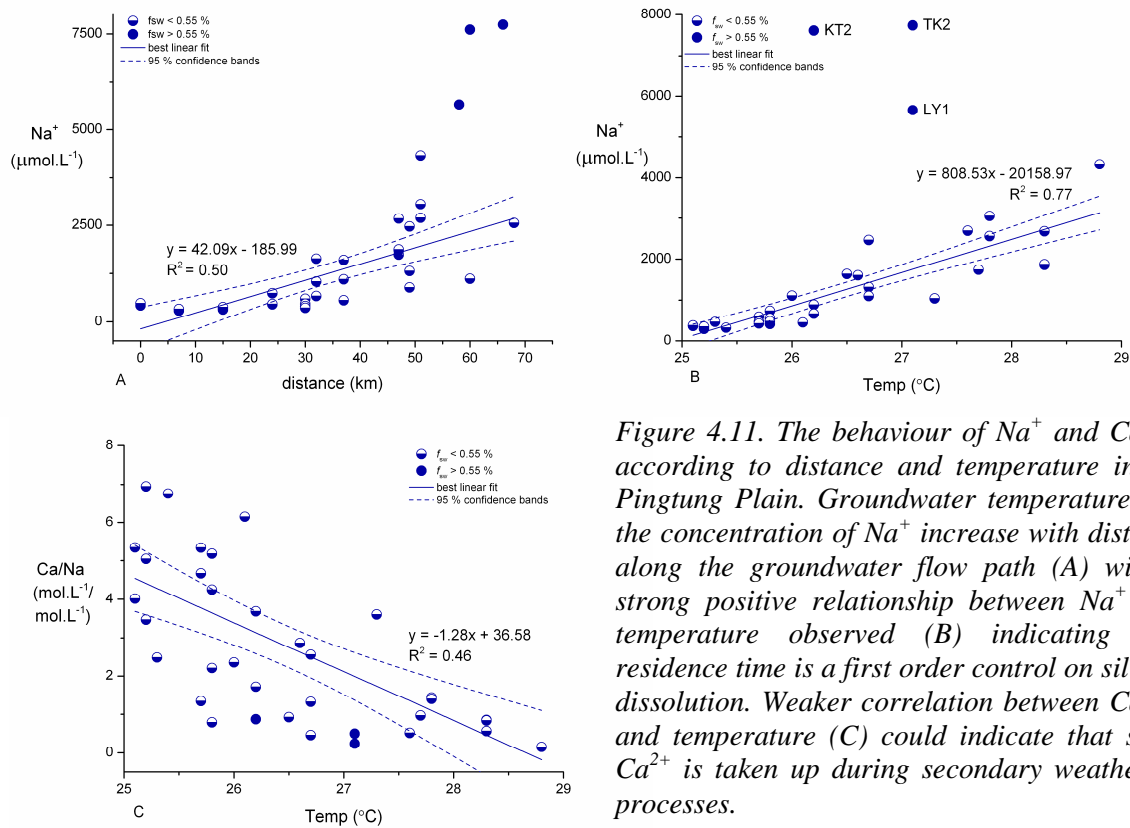 7500
5000
2500
0
Na+
(μmol.L-1)
fsw < 0.55 %
fsw > 0.55 %
best linear fit
95 % confidence bands
y = 42.09x - 185.99
R2 = 0.50
0 10 20 30 40 50 60 70
A
distance (km)
8000
6000
4000
2000
0
Na+
(μmol.L-1)
fsw < 0.55 %
fsw > 0.55 %
best linear fit
95 % confidence bands
KT2
TK2
LY1
y = 808.53x - 20158.97
R2 = 0.77
25 26 27 28 29
B
Temp (°C)
8
6
4
2
0
Ca/Na
(mol.L-1/
mol.L-1)
fsw < 0.55 %
fsw > 0.55 %
best linear fit
95 % confidence bands
y = -1.28x + 36.58
R2 = 0.46
25 26 27 28 29
C
Temp (°C)
Figure 4.11. The behaviour of Na+ and C
according to distance and temperature in
Pingtung Plain. Groundwater temperature
the concentration of Na+ increase with dist
along the groundwater flow path (A) wi
strong positive relationship between Na+
temperature observed (B) indicating
residence time is a first order control on sil
dissolution. Weaker correlation between C
and temperature (C) could indicate that s
Ca2+ is taken up during secondary weathe
processes.